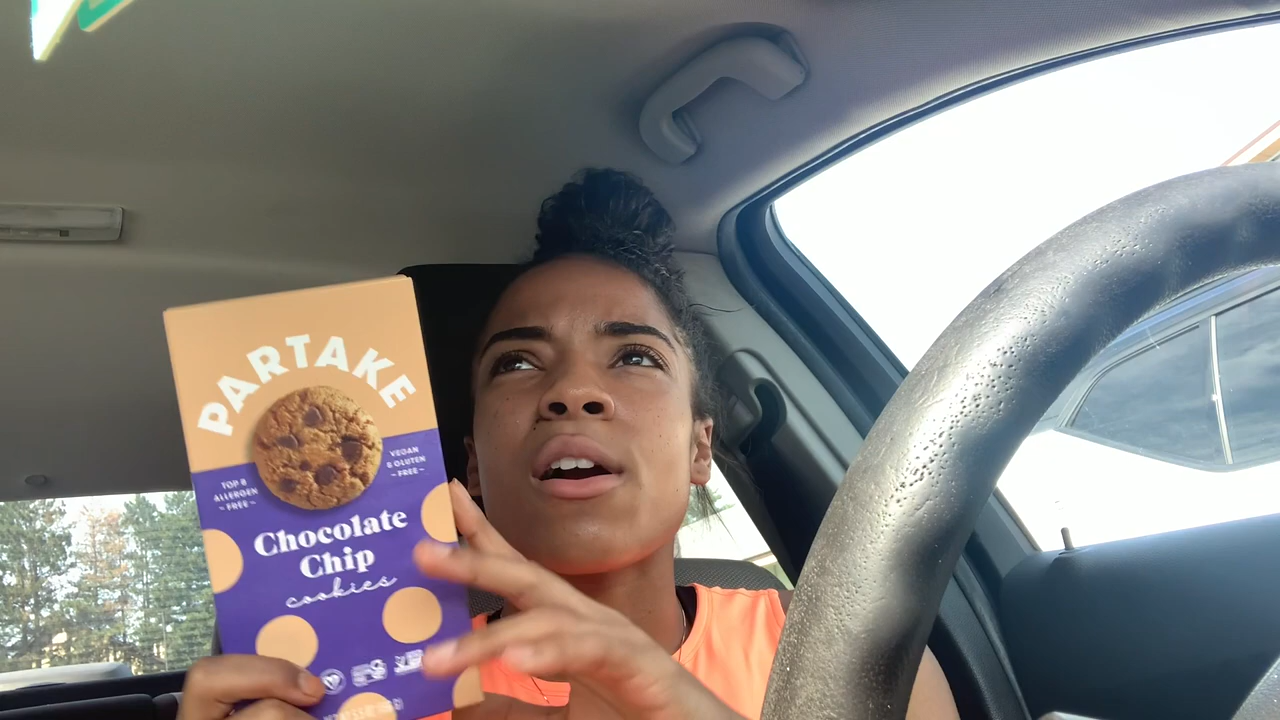 PARTAKE
VEGAN
& GLUTEN
~ FREE ~
TOP 8
ALLERGEN
~ FREE ~
Chocolate
Chip
cookies